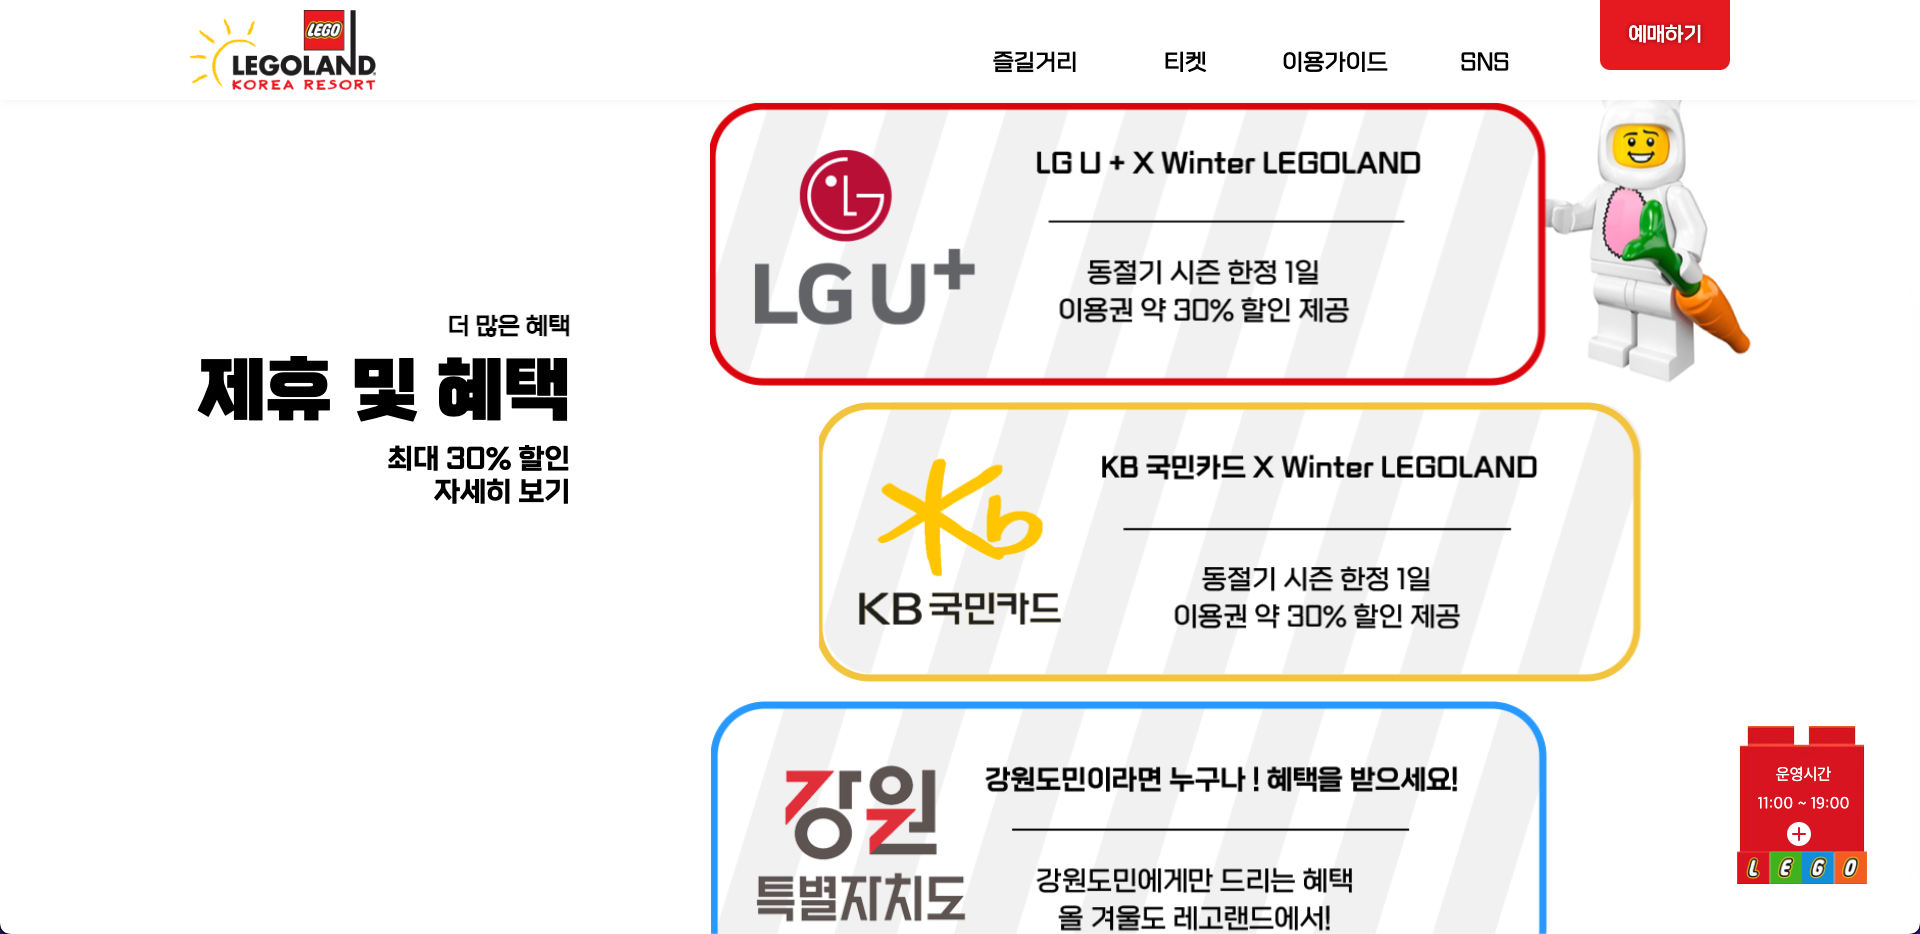 LEGO
LEGOLAND
KOREA RESORT
즐길거리
티켓
이용가이드
SNS
예매하기
더 많은 혜택
제휴 및 혜택
최대 30% 할인
자세히 보기
LG U+
LG U + X Winter LEGOLAND
동절기 시즌 한정 1일
이용권 약 30% 할인 제공
Kb
KB 국민카드
KB 국민카드 X Winter LEGOLAND
동절기 시즌 한정 1일
이용권 약 30% 할인 제공
강원
특별자치도
강원도민이라면 누구나 ! 혜택을 받으세요!
강원도민에게만 드리는 혜택
올 겨울도 레고랜드에서!
운영시간
11:00 ~ 19:00
LEGO